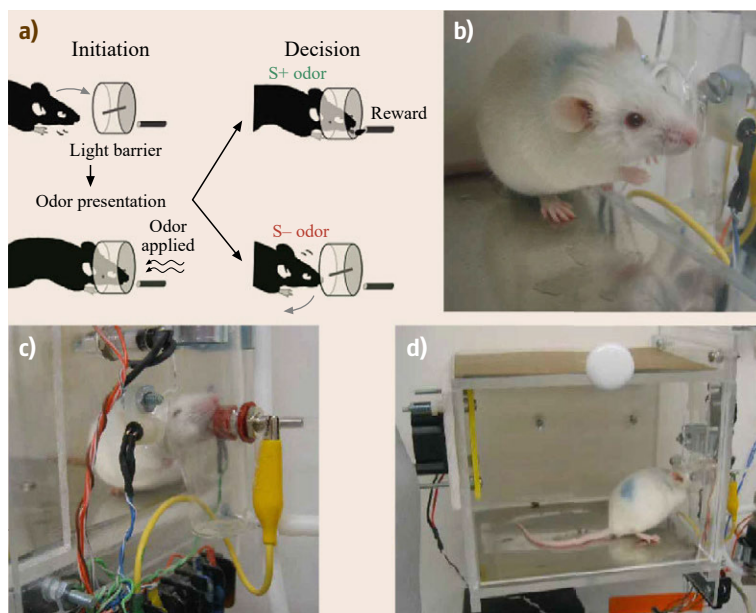 a)
Initiation
Decision
S+ odor
Reward
Light barrier
Odor presentation
Odor
applied
S– odor
b)
c)
d)